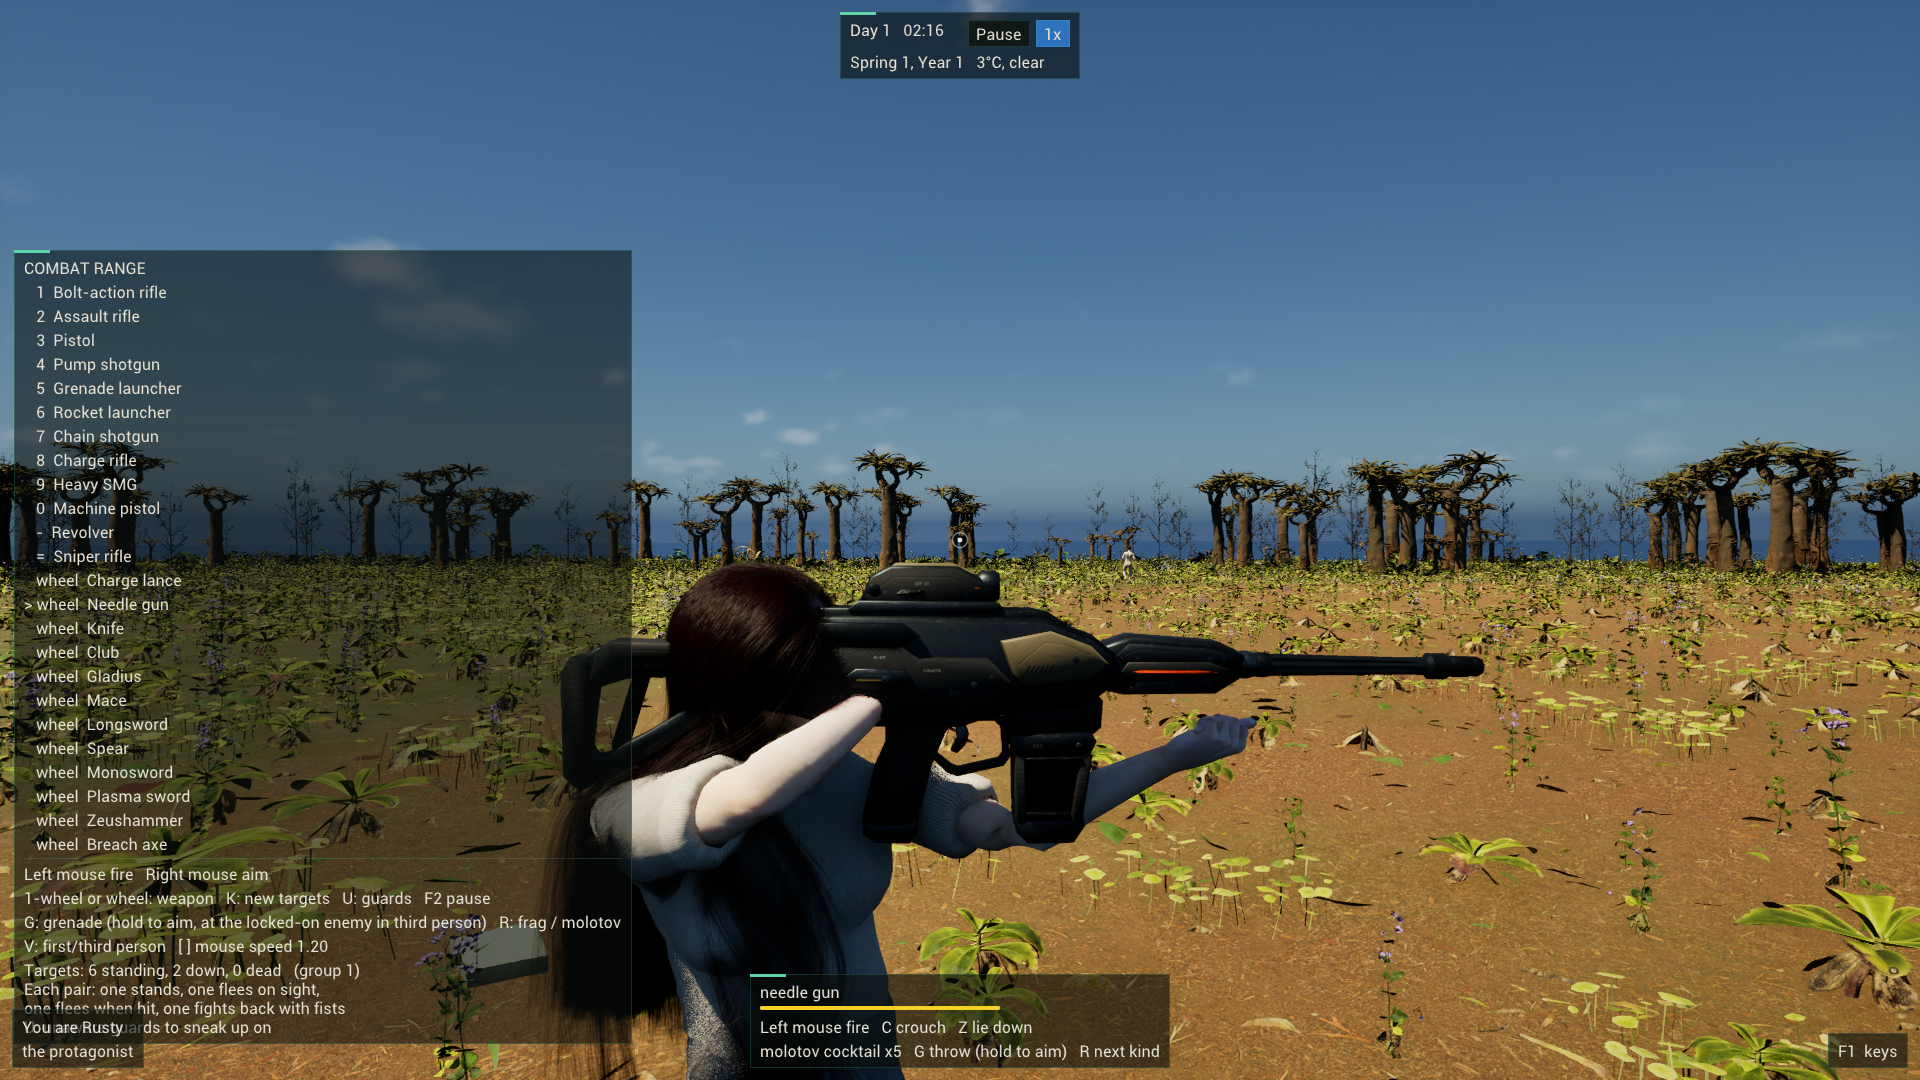 Day 1 02:16 Pause 1x
Spring 1, Year 1 3°C, clear
COMBAT RANGE
1 Bolt-action rifle
2 Assault rifle
3 Pistol
4 Pump shotgun
5 Grenade launcher
6 Rocket launcher
7 Chain shotgun
8 Charge rifle
9 Heavy SMG
0 Machine pistol
- Revolver
= Sniper rifle
wheel Charge lance
> wheel Needle gun
wheel Knife
wheel Club
wheel Gladius
wheel Mace
wheel Longsword
wheel Spear
wheel Monosword
wheel Plasma sword
wheel Zeushammer
wheel Breach axe
Left mouse fire Right mouse aim
1-wheel or wheel: weapon K: new targets U: guards F2 pause
G: grenade (hold to aim, at the locked-on enemy in third person) R: frag / molotov
V: first/third person [ ] mouse speed 1.20
Targets: 6 standing, 2 down, 0 dead (group 1)
Each pair: one stands, one flees on sight,
one flees when hit, one fights back with fists
ds to sneak up on
You are Rusty
the protagonist
needle gun
Left mouse fire C crouch Z lie down
molotov cocktail x5 G throw (hold to aim) R next kind
F1 keys